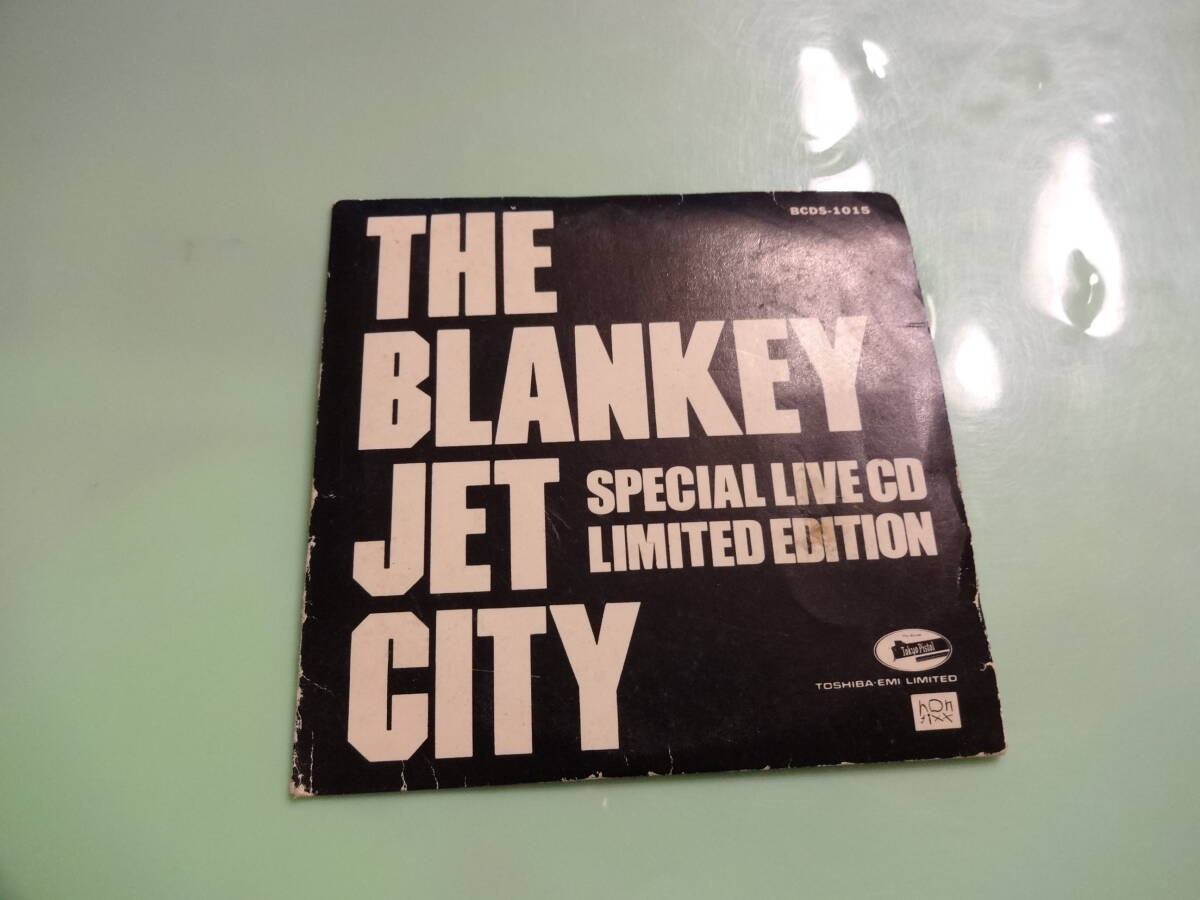 BCDS-1015
THE
BLANKEY
JET
CITY
SPECIAL LIVE CD
LIMITED EDITION
Tokyo Pistol
TOSHIBA-EMI LIMITED